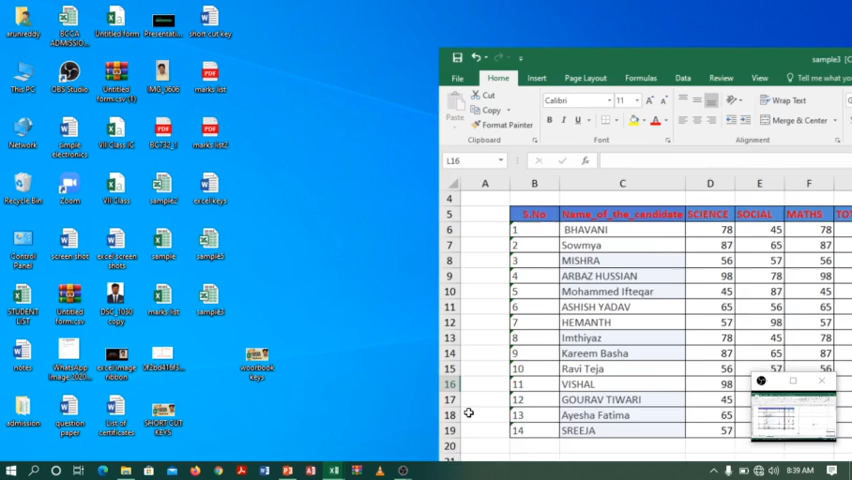 arunreddy
BCCA ADMISSIO...
Untitled form
Presentati...
short cut key
This PC
OBS Studio
Untitled form.csv (1)
IMG_0606
marks list
Network
simple electronics
VII Class IC
marks list2
Recycle Bin
Zoom
VII Class
sample2
excel keys
Control Panel
screen shot
excel screen shots
sample
STUDENT LIST
Untitled form.csv
DSC_1030 copy
marks list
sample3
notes
WhatsApp Image 2020...
excel image ribbon
woorbook keys
admission
question paper
List of certificates
SHORT CUT KEYS
sample3 [C
File Home Insert Page Layout Formulas Data Review View Tell me what you
Paste
Cut
Copy
Format Painter
Clipboard
Calibri 11
B I U
Font
Wrap Text
Merge & Center
Alignment
L16 fx
A B C D E F
4
5 S.No Name_of_the_candidate SCIENCE SOCIAL MATHS TOT
6 1 BHAVANI 78 45 78
7 2 Sowmya 87 65 87
8 3 MISHRA 56 57 56
9 4 ARBAZ HUSSIAN 98 78 98
10 5 Mohammed Ifteqar 45 87 45
11 6 ASHISH YADAV 65 56 65
12 7 HEMANTH 57 98 57
13 8 Imthiyaz 78 45 78
14 9 Kareem Basha 87 65 87
15 10 Ravi Teja 56 57 56
16 11 VISHAL 98
17 12 GOURAV TIWARI 45
18 13 Ayesha Fatima 65
19 14 SREEJA 57
20
8:39 AM